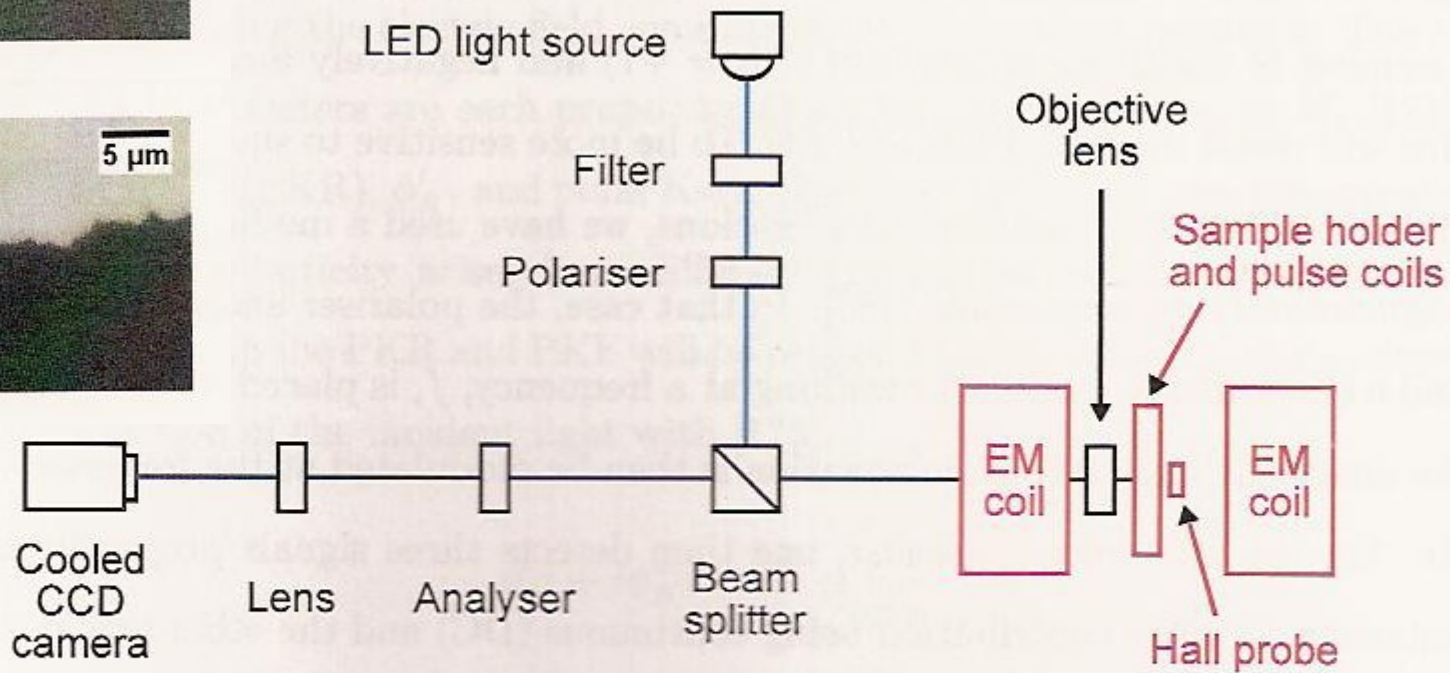 LED light source
5 µm
Filter
Polariser
Objective
lens
Sample holder
and pulse coils
EM
coil
EM
coil
Cooled
CCD
camera
Lens
Analyser
Beam
splitter
Hall probe